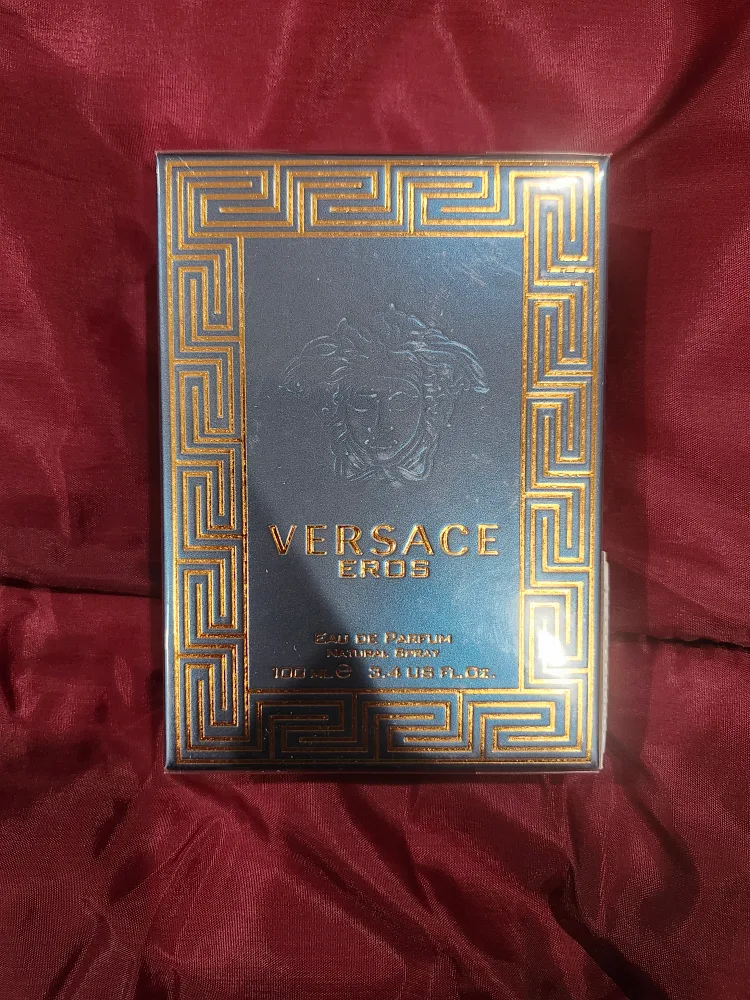 VERSACE
EROS
EAU DE PARFUM
NATURAL SPRAY
100 ML ℮ 3.4 US FL.OZ.